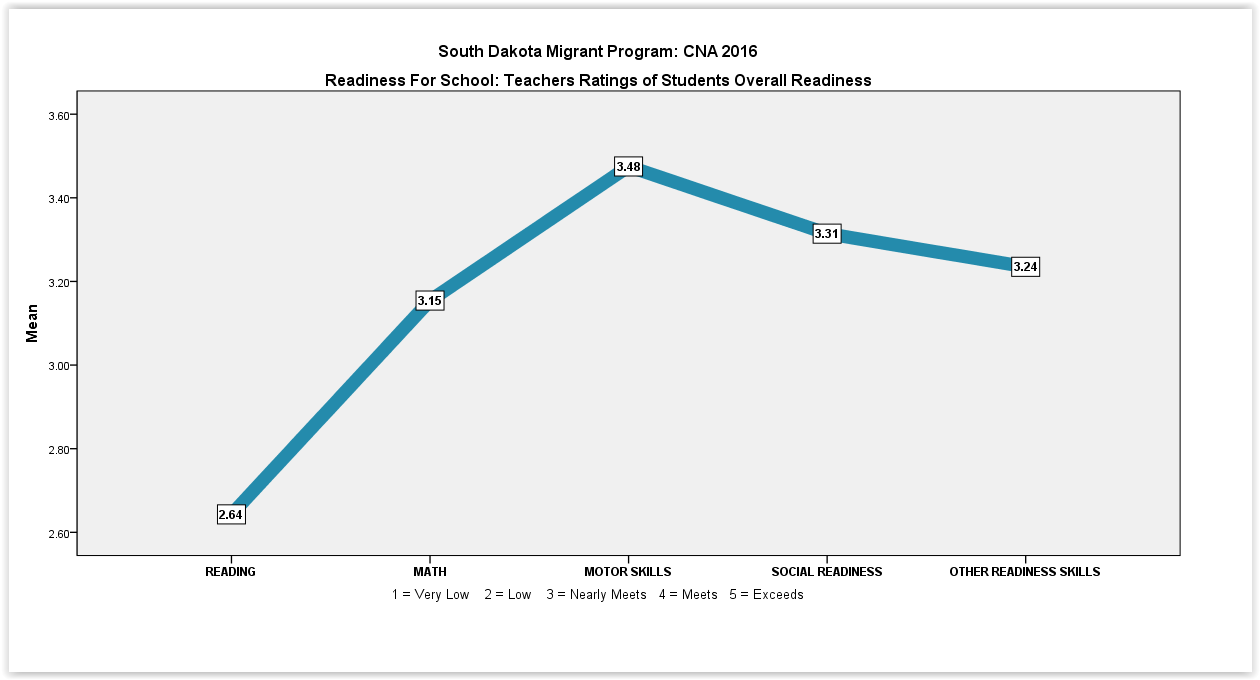 South Dakota Migrant Program: CNA 2016
Readiness For School: Teachers Ratings of Students Overall Readiness
3.60
3.40
3.20
3.00
2.80
2.60
Mean
2.64
3.15
3.48
3.31
3.24
READING MATH MOTOR SKILLS SOCIAL READINESS OTHER READINESS SKILLS
1 = Very Low 2 = Low 3 = Nearly Meets 4 = Meets 5 = Exceeds